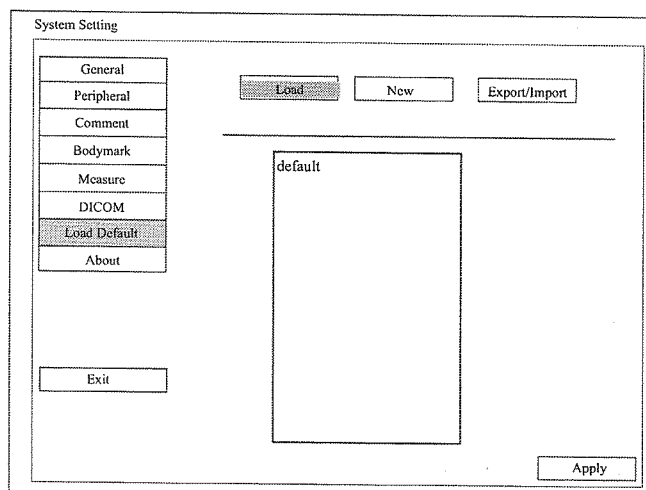 System Setting
General
Peripheral
Comment
Bodymark
Measure
DICOM
Load Default
About
Exit
Load
New
Export/Import
default
Apply